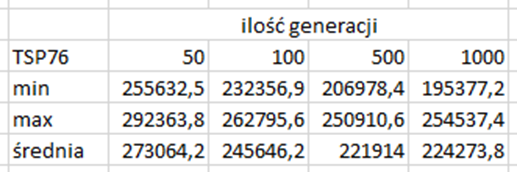 ilość generacji
TSP76 50 100 500 1000
min 255632,5 232356,9 206978,4 195377,2
max 292363,8 262795,6 250910,6 254537,4
średnia 273064,2 245646,2 221914 224273,8